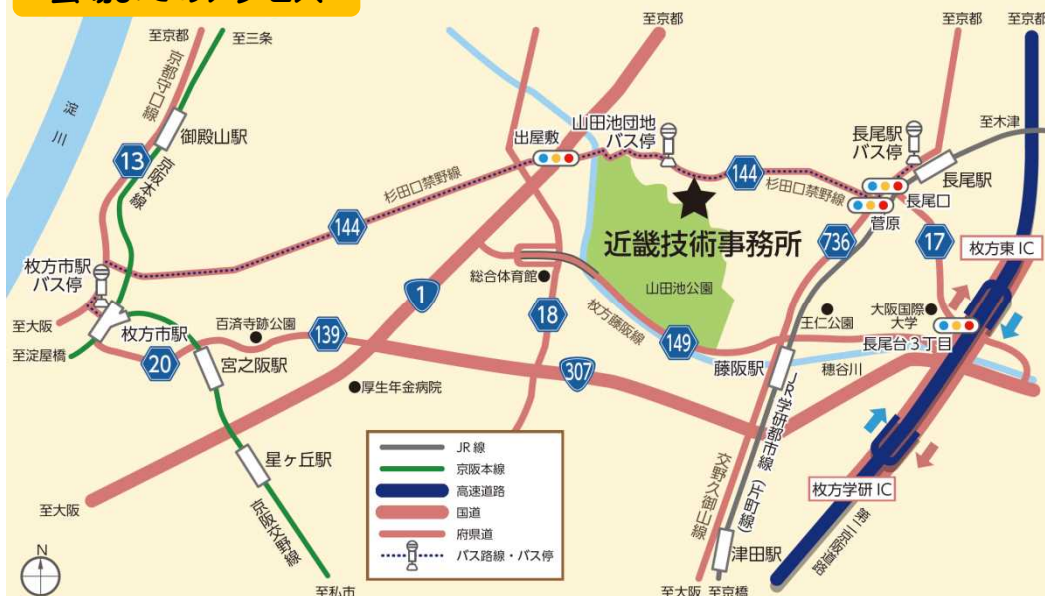 会場までのアクセス
至京都
至三条
至京都
至京都
至京都
京都守口線
淀川
御殿山駅
13
京阪本線
出屋敷
山田池団地
バス停
長尾駅
バス停
至木津
長尾駅
長尾口
菅原
144
杉田口禁野線
144
杉田口禁野線
近畿技術事務所
736
17
枚方東IC
枚方市駅
バス停
1
総合体育館
18
枚方藤阪線
山田池公園
149
王仁公園
大阪国際
大学
長尾台3丁目
至大阪
至淀屋橋
枚方市駅
20
百済寺跡公園
宮之阪駅
139
307
藤阪駅
穂谷川
厚生年金病院
星ヶ丘駅
京阪交野線
至大阪
至私市
JR線
京阪本線
高速道路
国道
府県道
バス路線・バス停
JR学研都市線(片町線)
交野久御山線
枚方学研IC
第二京阪道路
津田駅
至大阪
至京橋
N